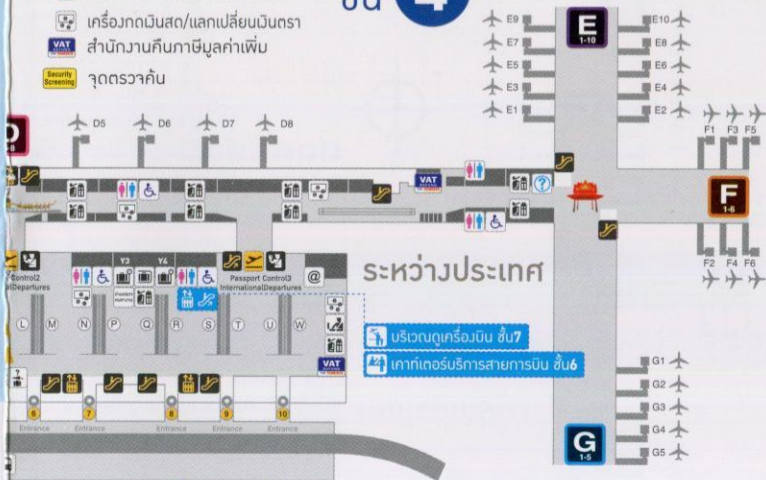 เครื่องกดเงินสด/แลกเปลี่ยนเงินตรา
ชั้น 4
VAT
สำนักงานคืนภาษีมูลค่าเพิ่ม
Security Screening
จุดตรวจค้น
E
1-10
E9
E10
E7
E8
E5
E6
E3
E4
E1
E2
D5
D6
D7
D8
F1 F3 F5
F
1-6
F2 F4 F6
VAT
?
Y3
Y4
Control2
Passport Control3
International Departures
@
ระหว่างประเทศ
L M N P Q R S T U W
บริเวณดูเครื่องบิน ชั้น7
เคาท์เตอร์บริการสายการบิน ชั้น6
VAT
6 7 8 9 10
Entrance Entrance Entrance Entrance Entrance
G
1-5
G1
G2
G3
G4
G5